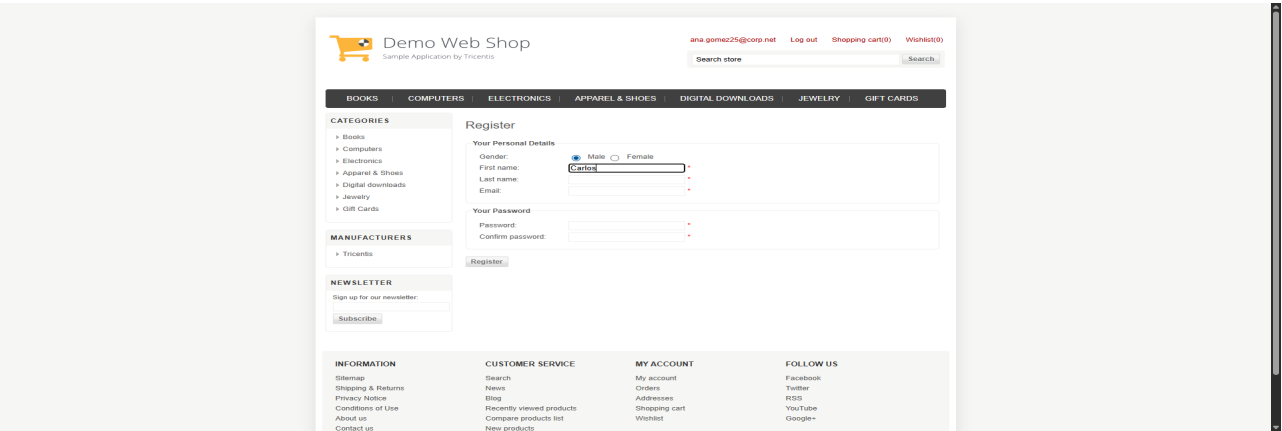 Demo Web Shop
Sample Application by Tricentis
ana.gomez25@corp.net Log out Shopping cart(0) Wishlist(0)
Search store Search
BOOKS COMPUTERS ELECTRONICS APPAREL & SHOES DIGITAL DOWNLOADS JEWELRY GIFT CARDS
CATEGORIES
Books
Computers
Electronics
Apparel & Shoes
Digital downloads
Jewelry
Gift Cards
MANUFACTURERS
Tricentis
NEWSLETTER
Sign up for our newsletter:
Subscribe
Register
Your Personal Details
Gender: Male Female
First name: Carlos *
Last name: *
Email: *
Your Password
Password: *
Confirm password: *
Register
INFORMATION
Sitemap
Shipping & Returns
Privacy Notice
Conditions of Use
About us
Contact us
CUSTOMER SERVICE
Search
News
Blog
Recently viewed products
Compare products list
New products
MY ACCOUNT
My account
Orders
Addresses
Shopping cart
Wishlist
FOLLOW US
Facebook
Twitter
RSS
YouTube
Google+